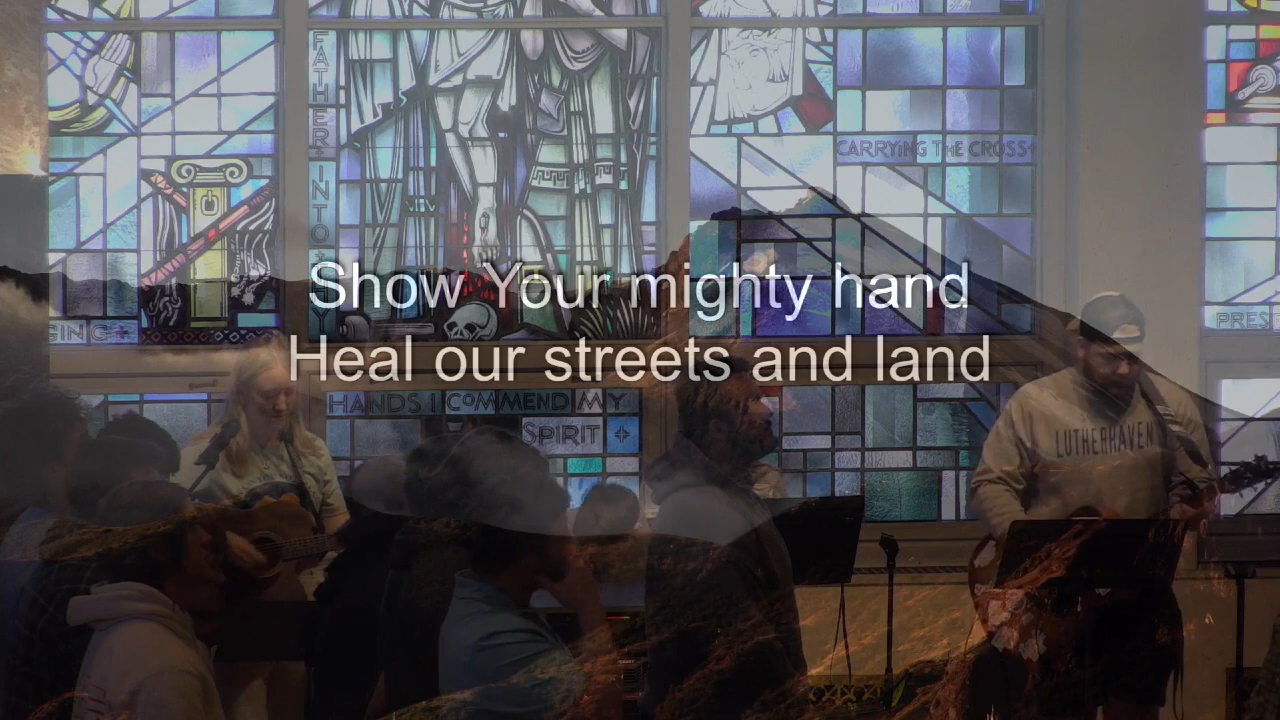 FATHER INTO
CARRYING THE CROSS
Show Your mighty hand
Heal our streets and land
HANDS I COMMEND MY
SPIRIT
LUTHERHAVEN